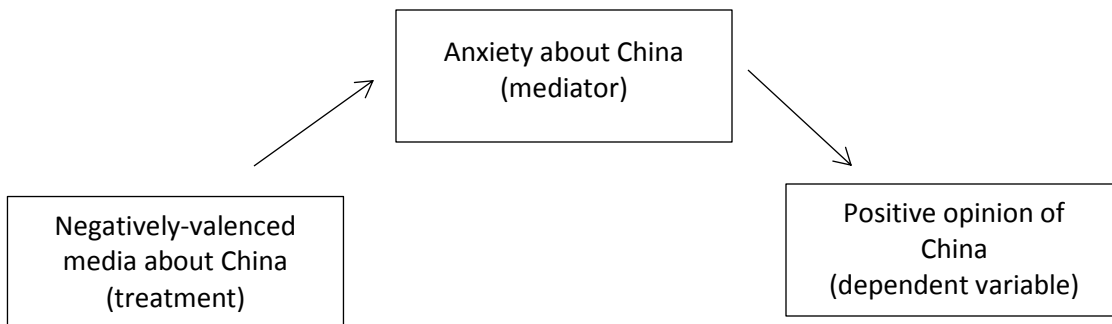 Anxiety about China
(mediator)
Negatively-valenced
media about China
(treatment)
Positive opinion of
China
(dependent variable)